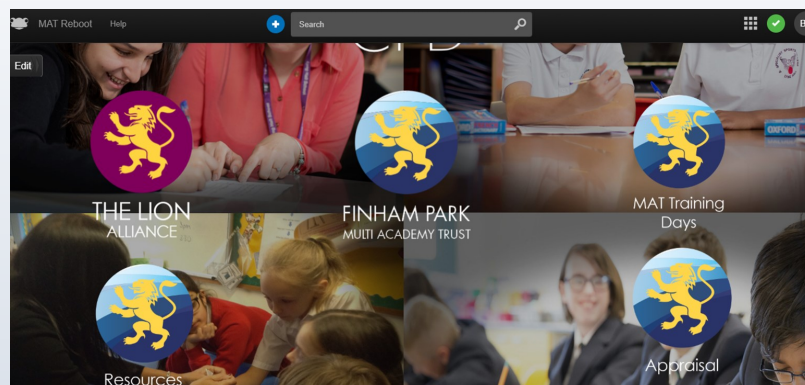 MAT Reboot
Help
Search
Edit
OXFORD
THE LION
ALLIANCE
FINHAM PARK
MULTI ACADEMY TRUST
MAT Training
Days
Resources
Appraisal